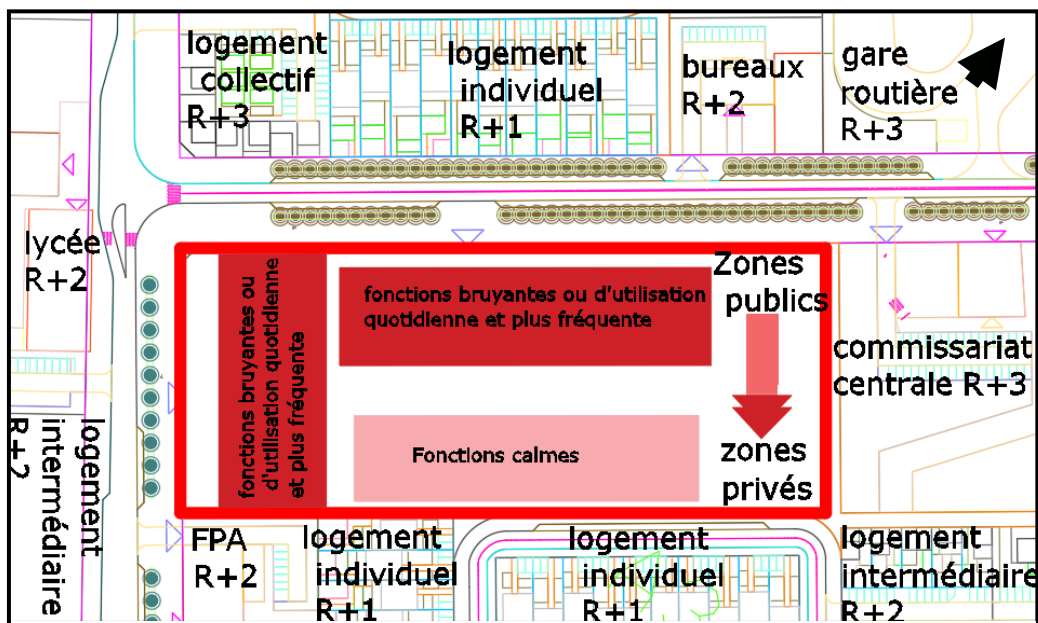 logement
collectif
R+3
logement
individuel
R+1
bureaux
R+2
gare
routière
R+3
lycée
R+2
fonctions bruyantes ou
d'utilisation quotidienne
et plus fréquente
fonctions bruyantes ou d'utilisation
quotidienne et plus fréquente
Zones
publics
commissariat
centrale R+3
Fonctions calmes
zones
privés
logement
intermédiaire
R+2
FPA
R+2
logement
individuel
R+1
logement
individuel
R+1
logement
intermédiaire
R+2